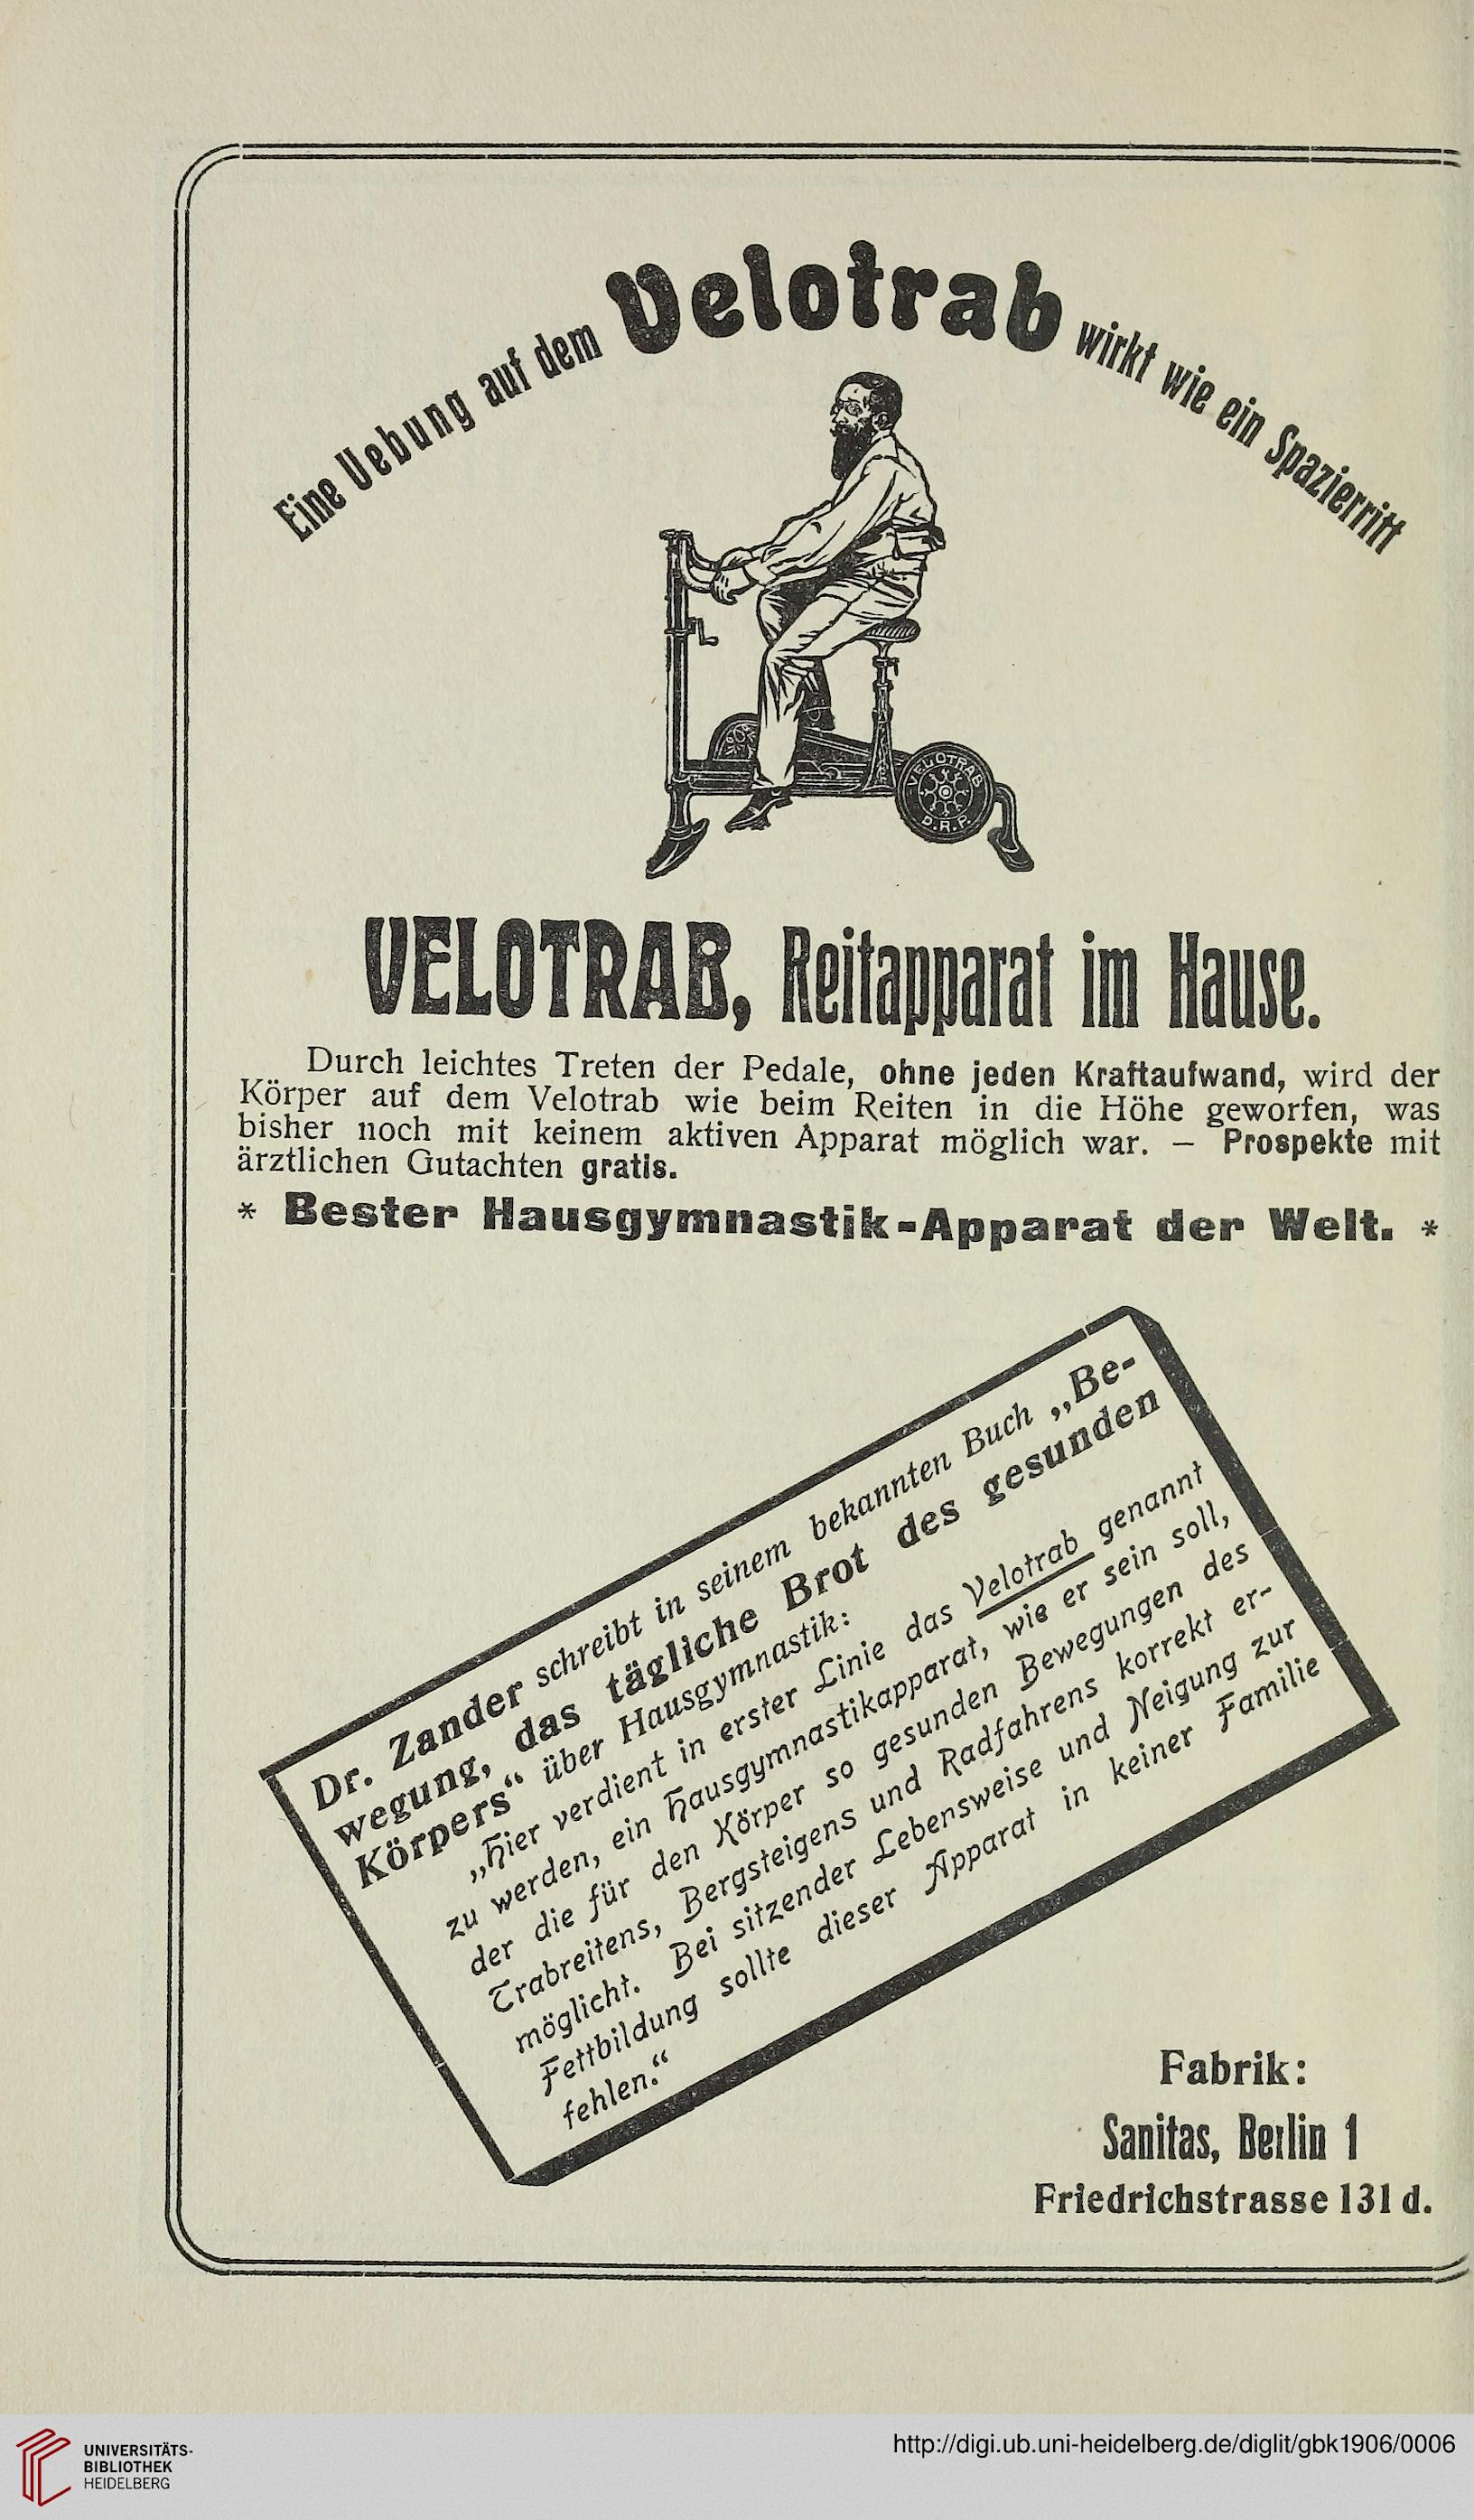 Eine Uebung auf dem Velotrab wirkt wie ein Spazierritt
VELOTRAB
D.R.P.
VELOTRAB, Reitapparat im Hause.
Durch leichtes Treten der Pedale, ohne jeden Kraftaufwand, wird der
Körper auf dem Velotrab wie beim Reiten in die Höhe geworfen, was
bisher noch mit keinem aktiven Apparat möglich war. — Prospekte mit
ärztlichen Gutachten gratis.
* Bester Hausgymnastik-Apparat der Welt. *
Dr. Zander schreibt in seinem bekannten Buch „Be-
wegung, das tägliche Brot des gesunden
Körpers“ über Hausgymnastik:
„Hier verdient in erster Linie das Velotrab genannt
zu werden, ein Hausgymnastikapparat, wie er sein soll,
der die für den Körper so gesunden Bewegungen des
Trabreitens, Bergsteigens und Radfahrens korrekt er-
möglicht. Bei sitzender Lebensweise und Neigung zur
Fettbildung sollte dieser Apparat in keiner Familie
fehlen.“
Fabrik:
Sanitas, Berlin 1
Friedrichstrasse 131 d.
UNIVERSITÄTS-
BIBLIOTHEK
HEIDELBERG
http://digi.ub.uni-heidelberg.de/diglit/gbk1906/0006